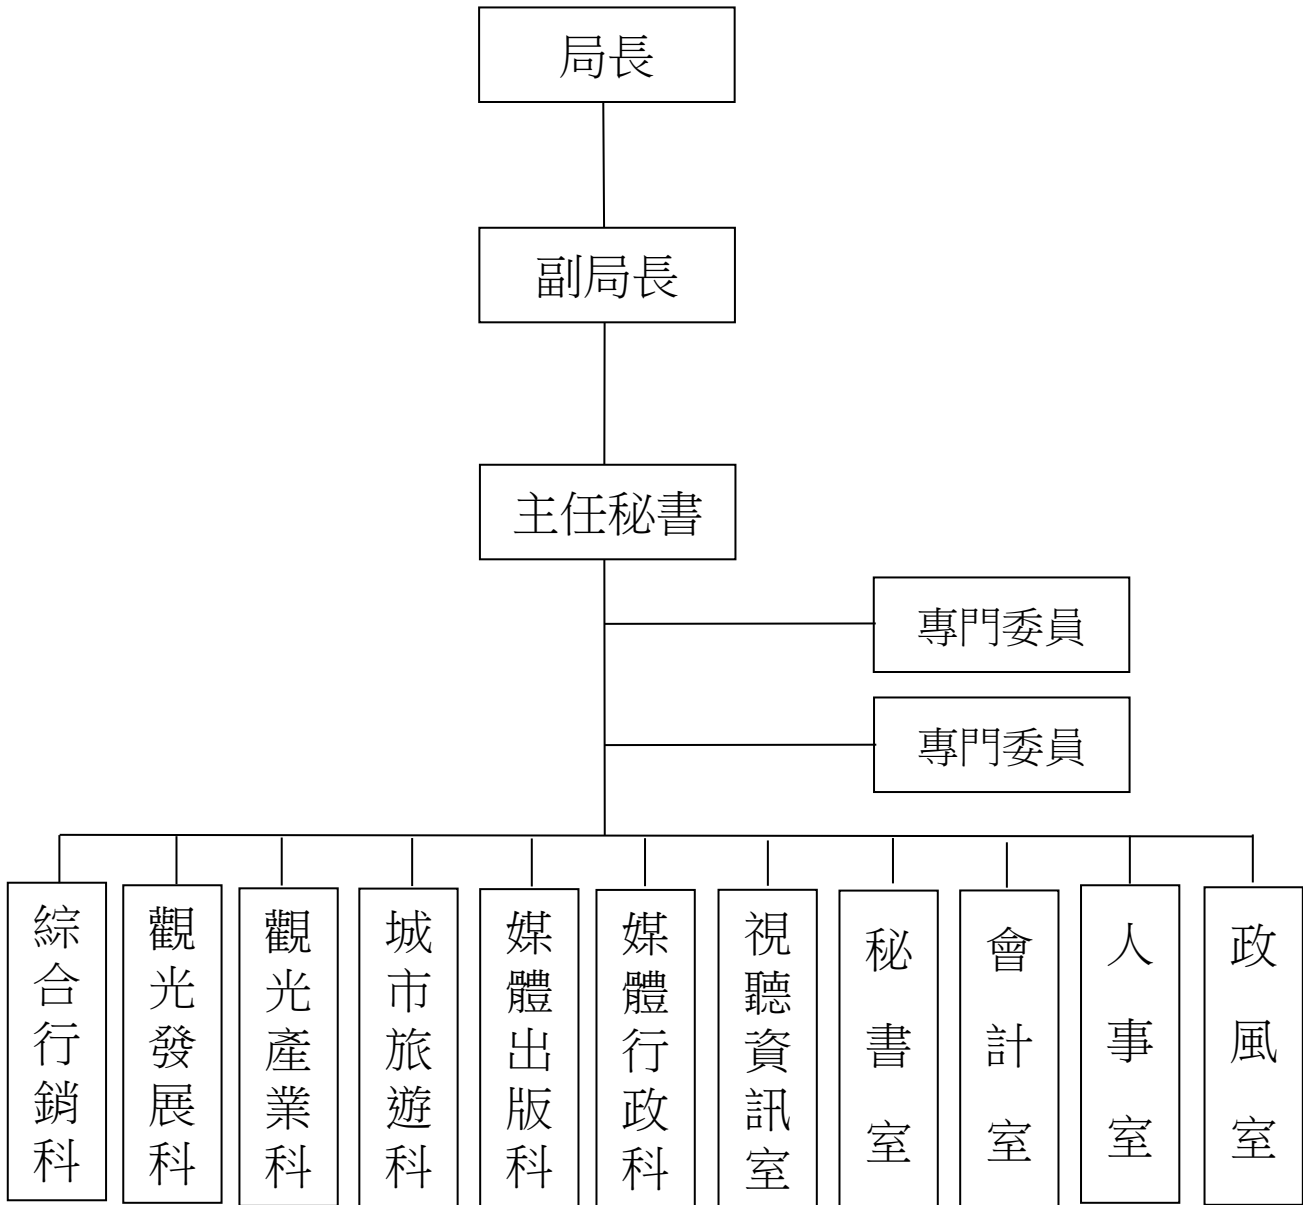 局長
副局長
主任秘書
專門委員
專門委員
綜合行銷科
觀光發展科
觀光產業科
城市旅遊科
媒體出版科
媒體行政科
視聽資訊室
秘書室
會計室
人事室
政風室